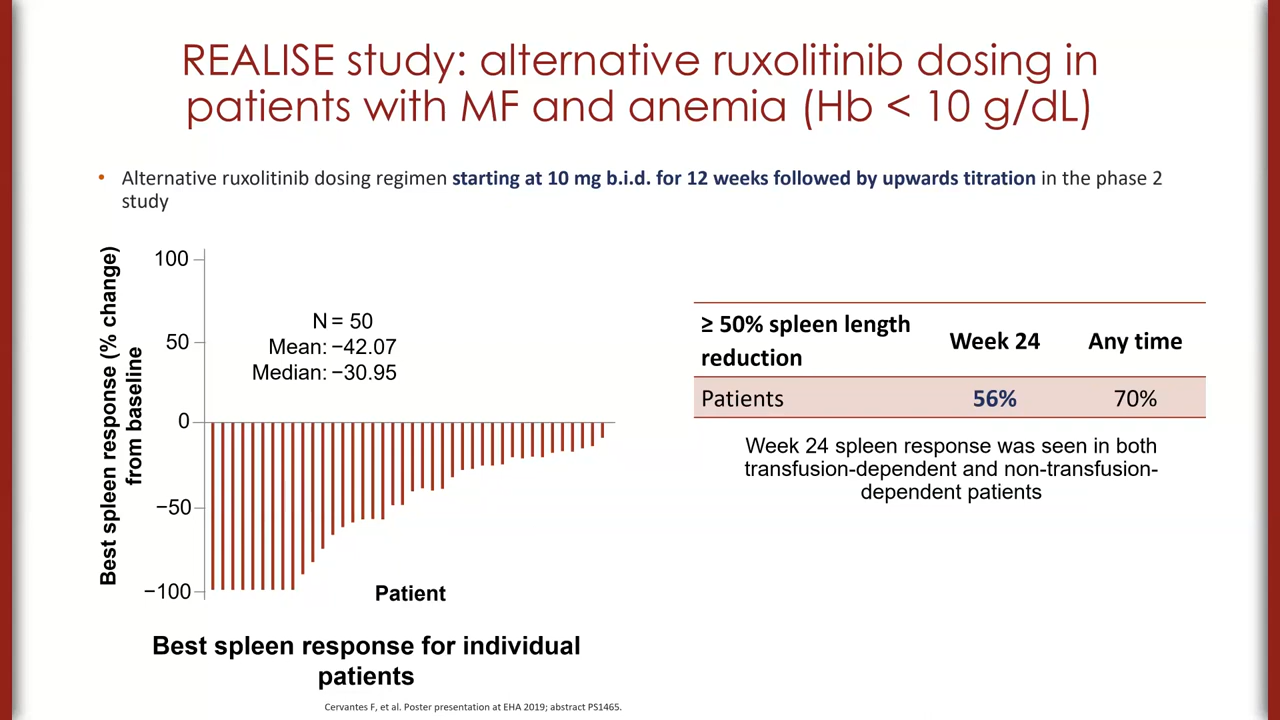 REALISE study: alternative ruxolitinib dosing in
patients with MF and anemia (Hb < 10 g/dL)
• Alternative ruxolitinib dosing regimen starting at 10 mg b.i.d. for 12 weeks followed by upwards titration in the phase 2
study
Best spleen response (% change)
from baseline
100
50
0
−50
−100
N = 50
Mean: −42.07
Median: −30.95
Patient
Best spleen response for individual
patients
≥ 50% spleen length
reduction
Week 24
Any time
Patients
56%
70%
Week 24 spleen response was seen in both
transfusion-dependent and non-transfusion-
dependent patients
Cervantes F, et al. Poster presentation at EHA 2019; abstract PS1465.